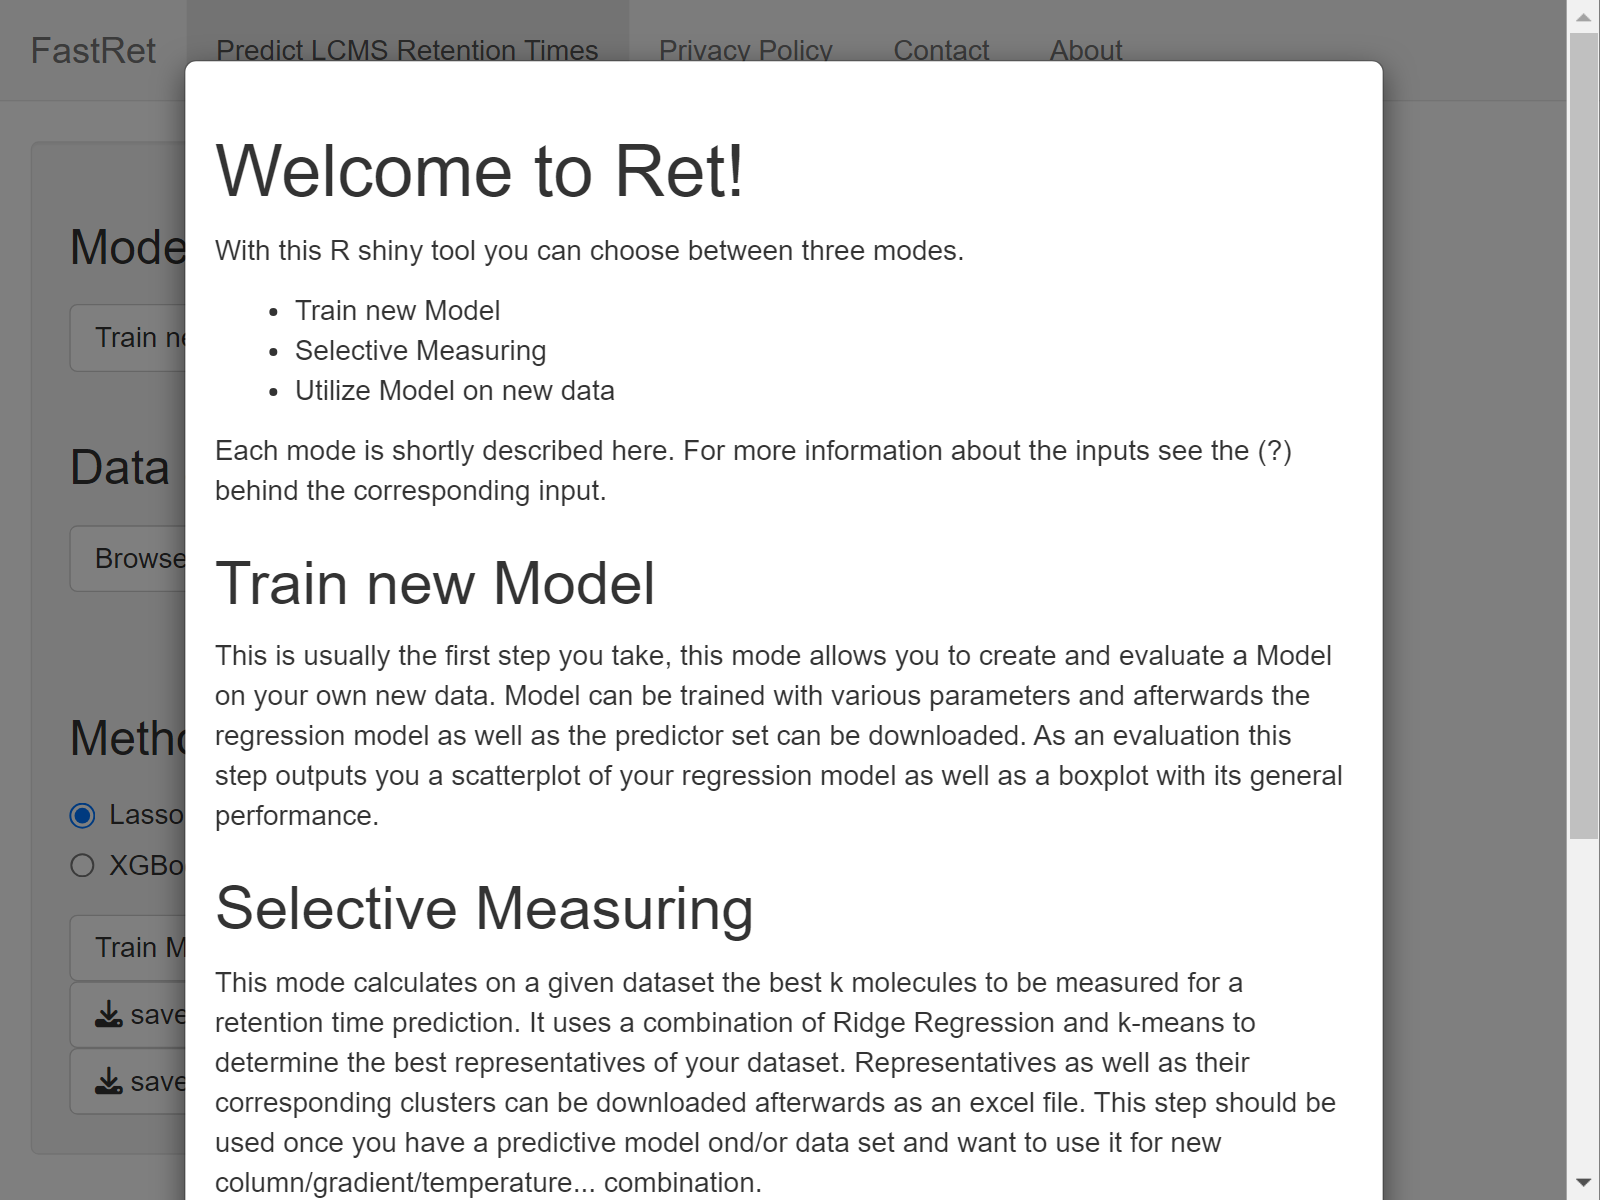 FastRet Predict LCMS Retention Times Privacy Policy Contact About
Welcome to Ret!
With this R shiny tool you can choose between three modes.
Train new Model
Selective Measuring
Utilize Model on new data
Each mode is shortly described here. For more information about the inputs see the (?)
behind the corresponding input.
Train new Model
This is usually the first step you take, this mode allows you to create and evaluate a Model
on your own new data. Model can be trained with various parameters and afterwards the
regression model as well as the predictor set can be downloaded. As an evaluation this
step outputs you a scatterplot of your regression model as well as a boxplot with its general
performance.
Selective Measuring
This mode calculates on a given dataset the best k molecules to be measured for a
retention time prediction. It uses a combination of Ridge Regression and k-means to
determine the best representatives of your dataset. Representatives as well as their
corresponding clusters can be downloaded afterwards as an excel file. This step should be
used once you have a predictive model ond/or data set and want to use it for new
column/gradient/temperature... combination.
Mode
Train
Data
Browse
Lasso
Train
save
save